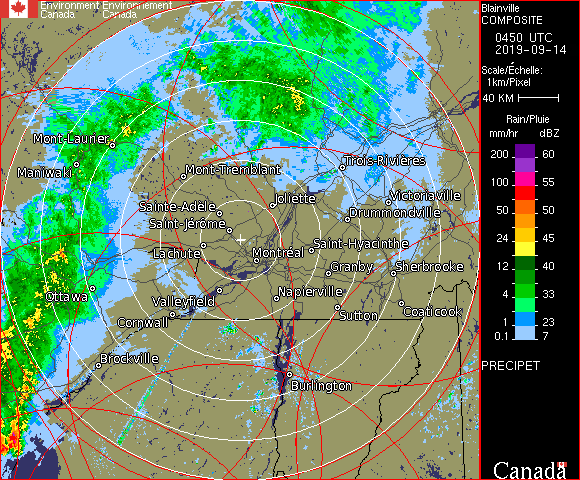 Environment Environnement
Canada Canada
Blainville
COMPOSITE
0450 UTC
2019-09-14
Scale/Échelle:
1km/Pixel
40 KM
Rain/Pluie
mm/hr dBZ
200 60
150 57
100 55
50 50
24 45
12 40
4 33
1 23
0.1 7
PRECIPET
Canada
Mont-Laurier
Maniwaki
Mont-Tremblant
Trois-Rivières
Sainte-Adèle
Joliette
Victoriaville
Drummondville
Saint-Jérôme
Lachute
Montréal
Saint-Hyacinthe
Granby
Sherbrooke
Ottawa
Valleyfield
Napierville
Cornwall
Sutton
Coaticook
Brockville
Burlington